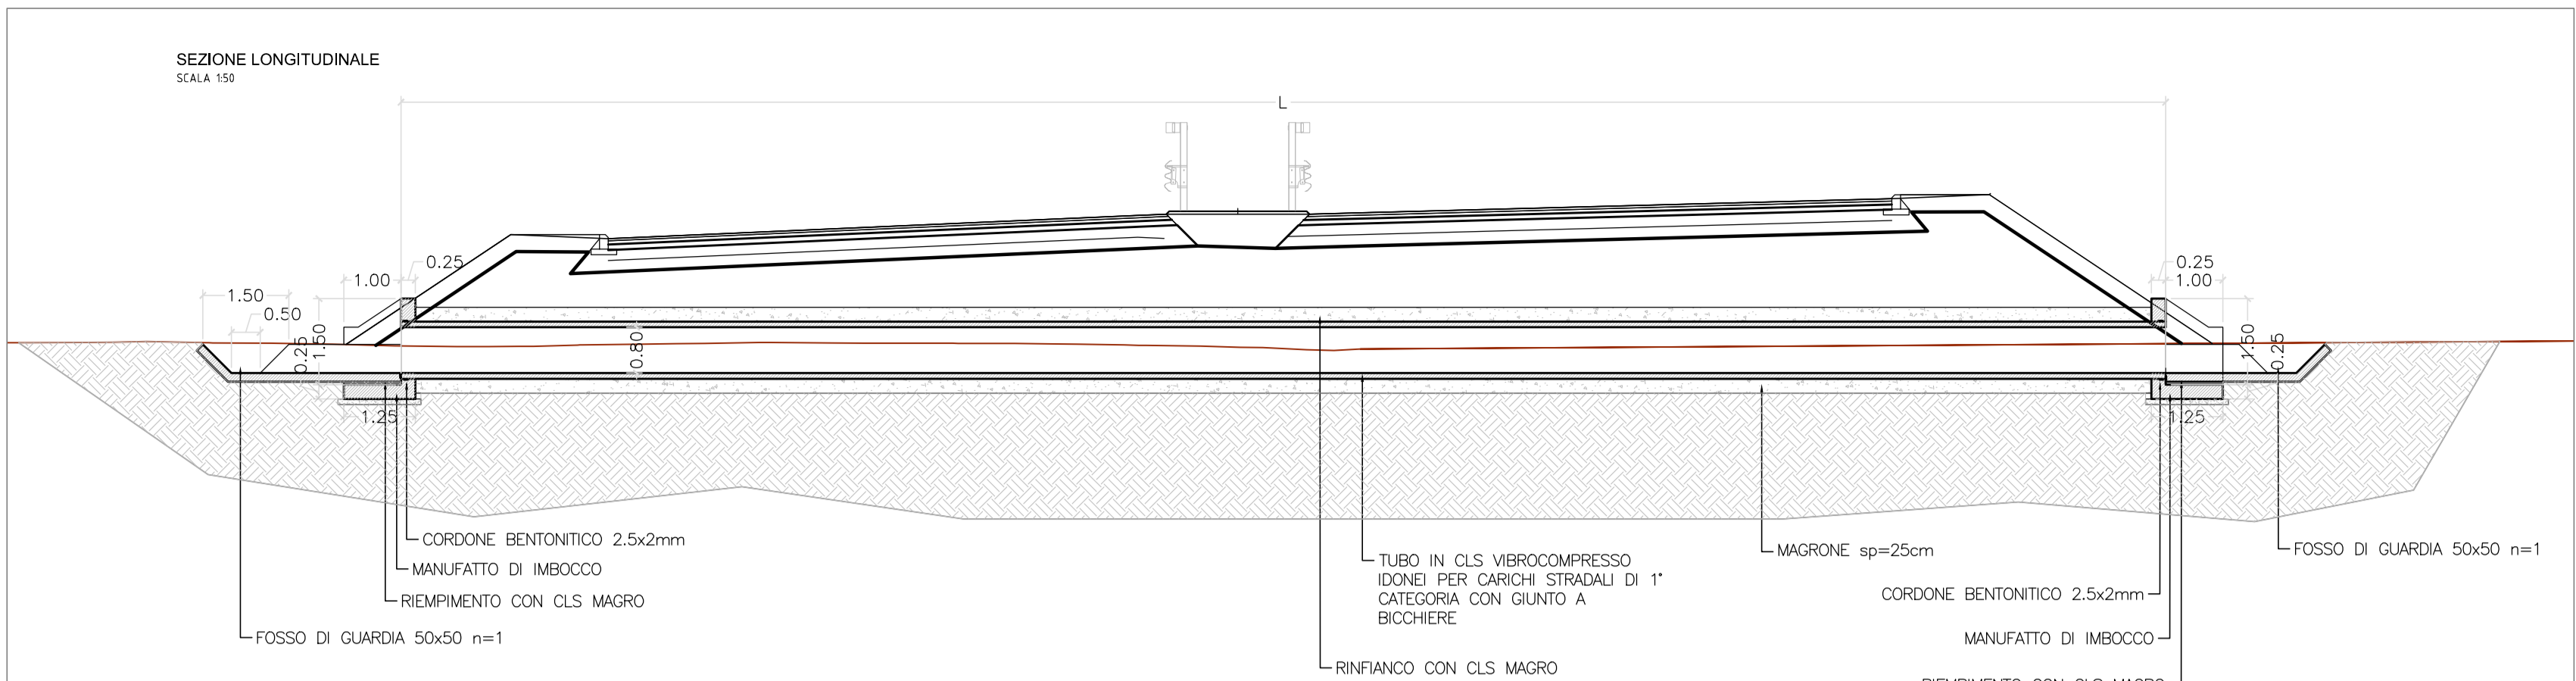 SEZIONE LONGITUDINALE
SCALA 1:50
L
0.25
1.00
1.50
0.50
1.50
0.25
0.80
1.25
0.25
1.00
1.50
0.25
1.25
CORDONE BENTONITICO 2.5x2mm
MANUFATTO DI IMBOCCO
RIEMPIMENTO CON CLS MAGRO
FOSSO DI GUARDIA 50x50 n=1
TUBO IN CLS VIBROCOMPRESSO
IDONEI PER CARICHI STRADALI DI 1°
CATEGORIA CON GIUNTO A
BICCHIERE
RINFIANCO CON CLS MAGRO
MAGRONE sp=25cm
FOSSO DI GUARDIA 50x50 n=1
CORDONE BENTONITICO 2.5x2mm
MANUFATTO DI IMBOCCO
RIEMPIMENTO CON CLS MAGRO